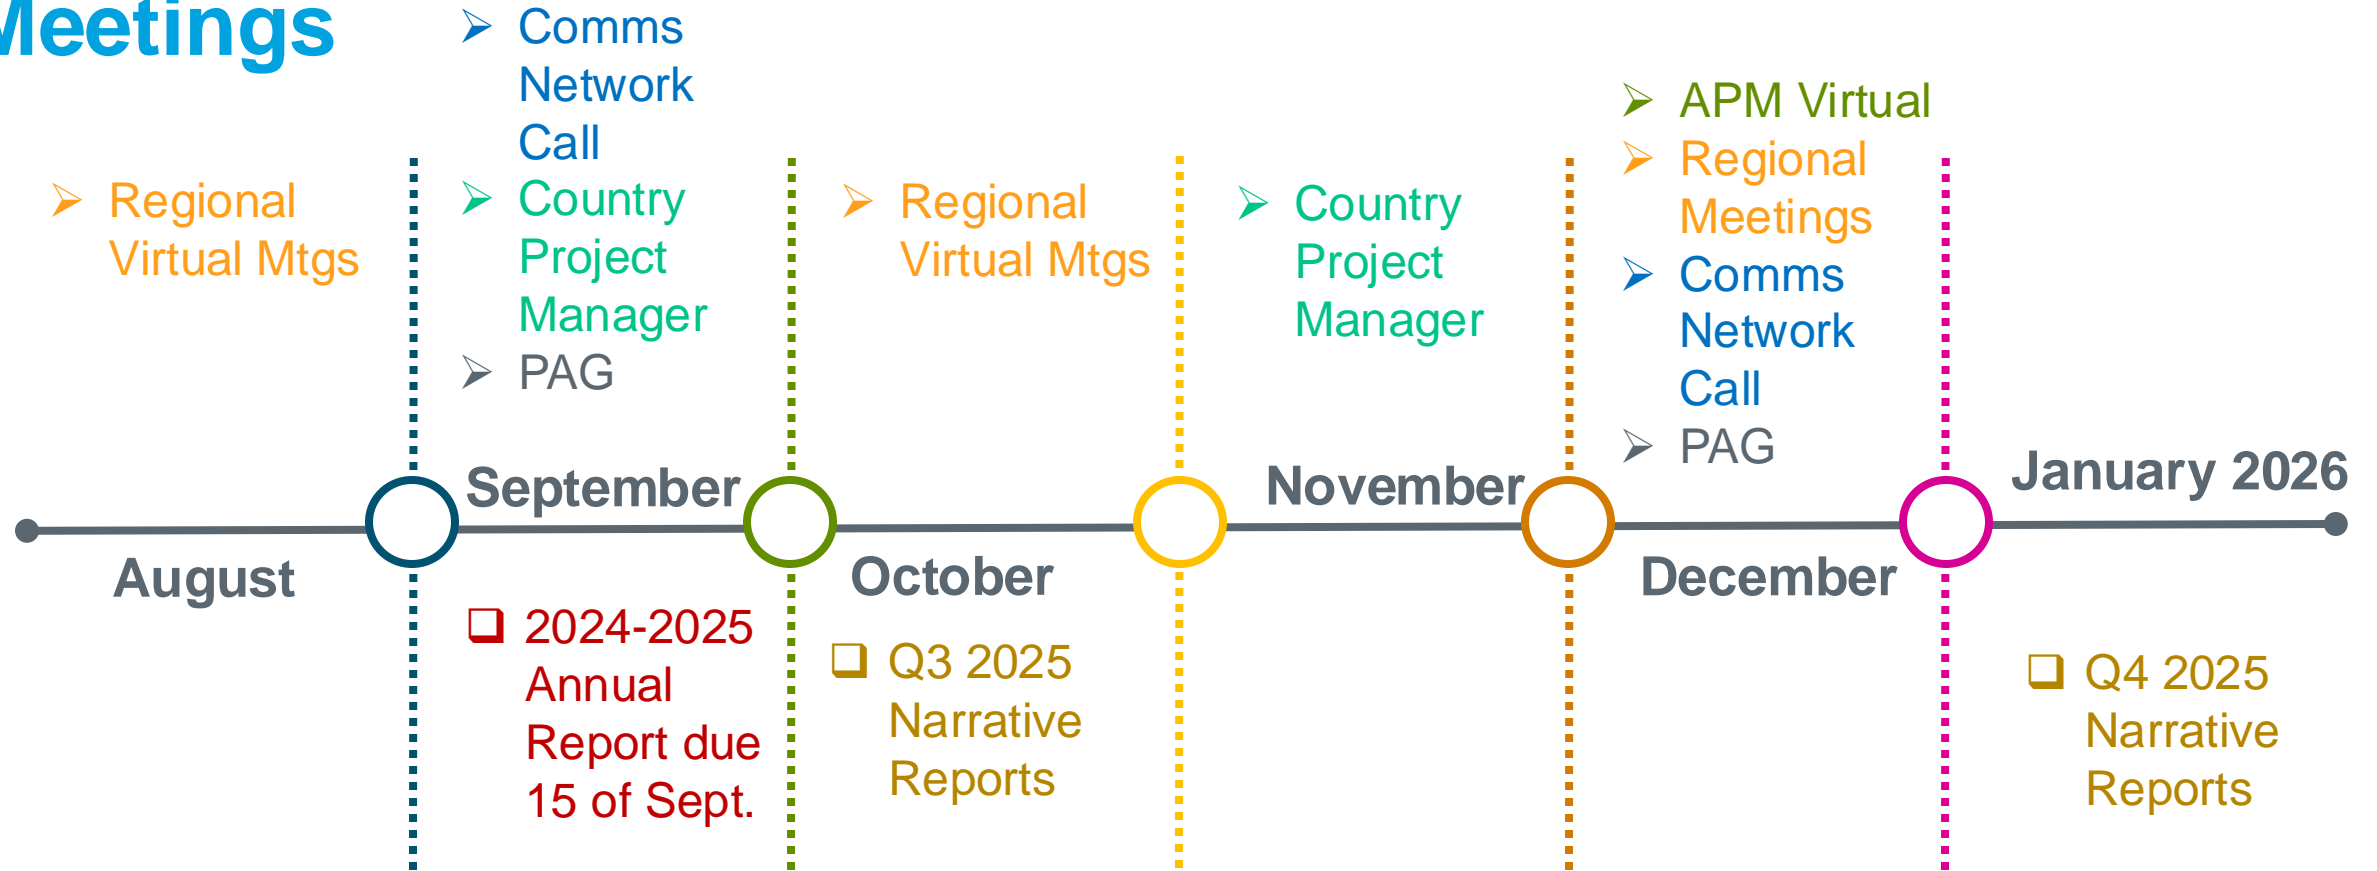 Meetings
Regional
Virtual Mtgs
Comms
Network
Call
Country
Project
Manager
PAG
Regional
Virtual Mtgs
Country
Project
Manager
APM Virtual
Regional
Meetings
Comms
Network
Call
PAG
August
September
October
November
December
January 2026
2024-2025
Annual
Report due
15 of Sept.
Q3 2025
Narrative
Reports
Q4 2025
Narrative
Reports